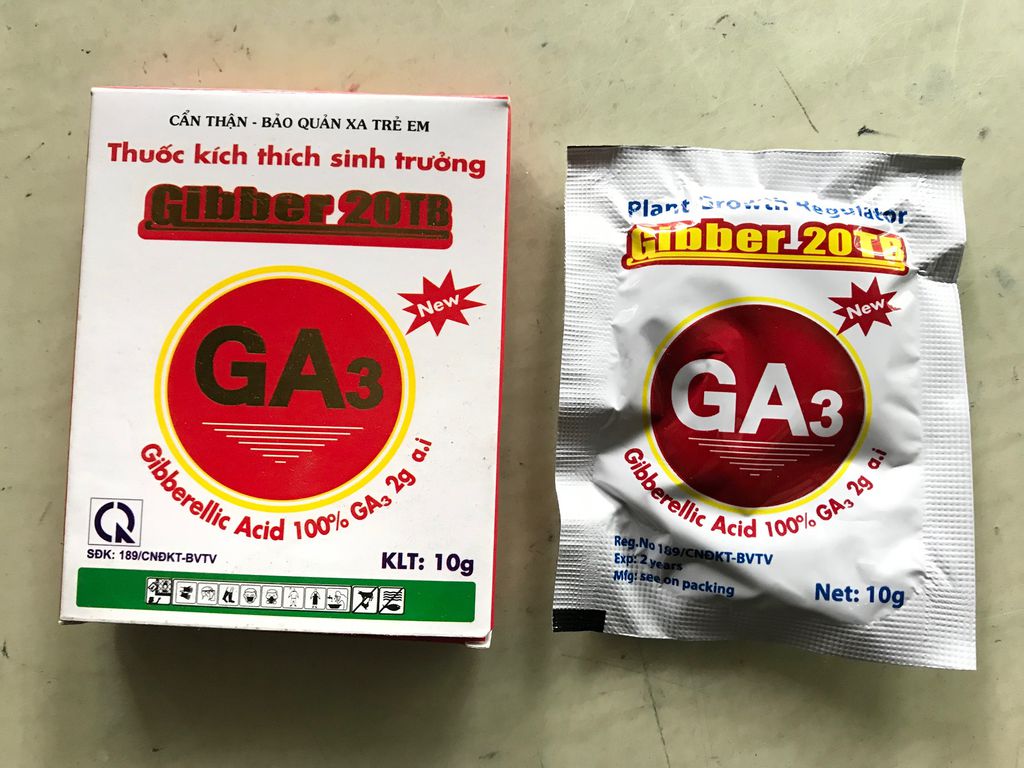 CẨN THẬN - BẢO QUẢN XA TRẺ EM
Thuốc kích thích sinh trưởng
Gibber 20TB
New
GA3
Gibberellic Acid 100% GA3 2g a.i
SĐK: 189/CNĐKT-BVTV
KLT: 10g
Plant Growth Regulator
Gibber 20TB
New
GA3
Gibberellic Acid 100% GA3 2g a.i
Reg.No 189/CNĐKT-BVTV
Exp: 2 years
Mfg: see on packing
Net: 10g